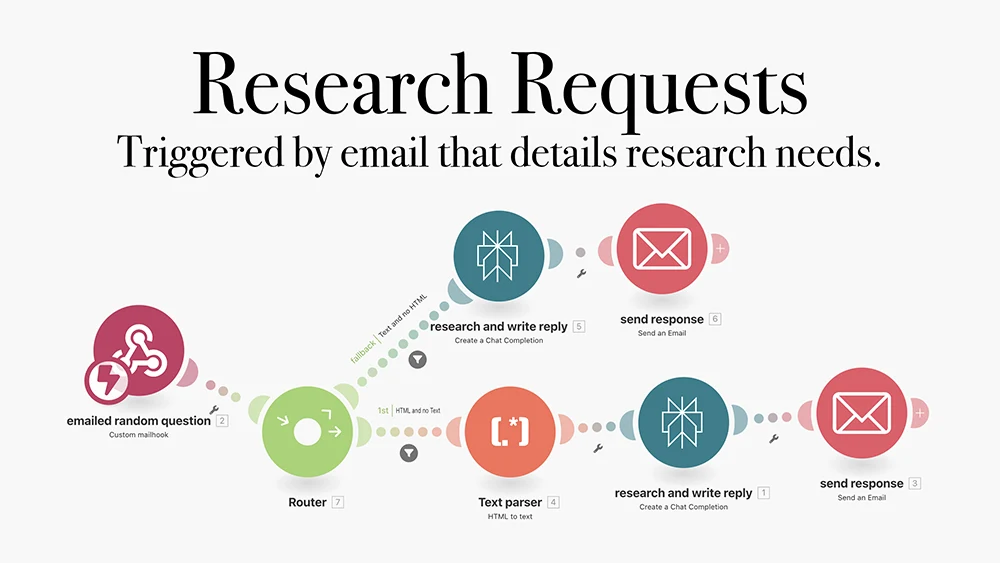 Research Requests
Triggered by email that details research needs.
fallback | Text and no HTML
research and write reply 5
Create a Chat Completion
send response 6
Send an Email
emailed random question 2
Custom mailhook
1st | HTML and no Text
Router 7
Text parser 4
HTML to text
[.*]
research and write reply 1
Create a Chat Completion
send response 3
Send an Email